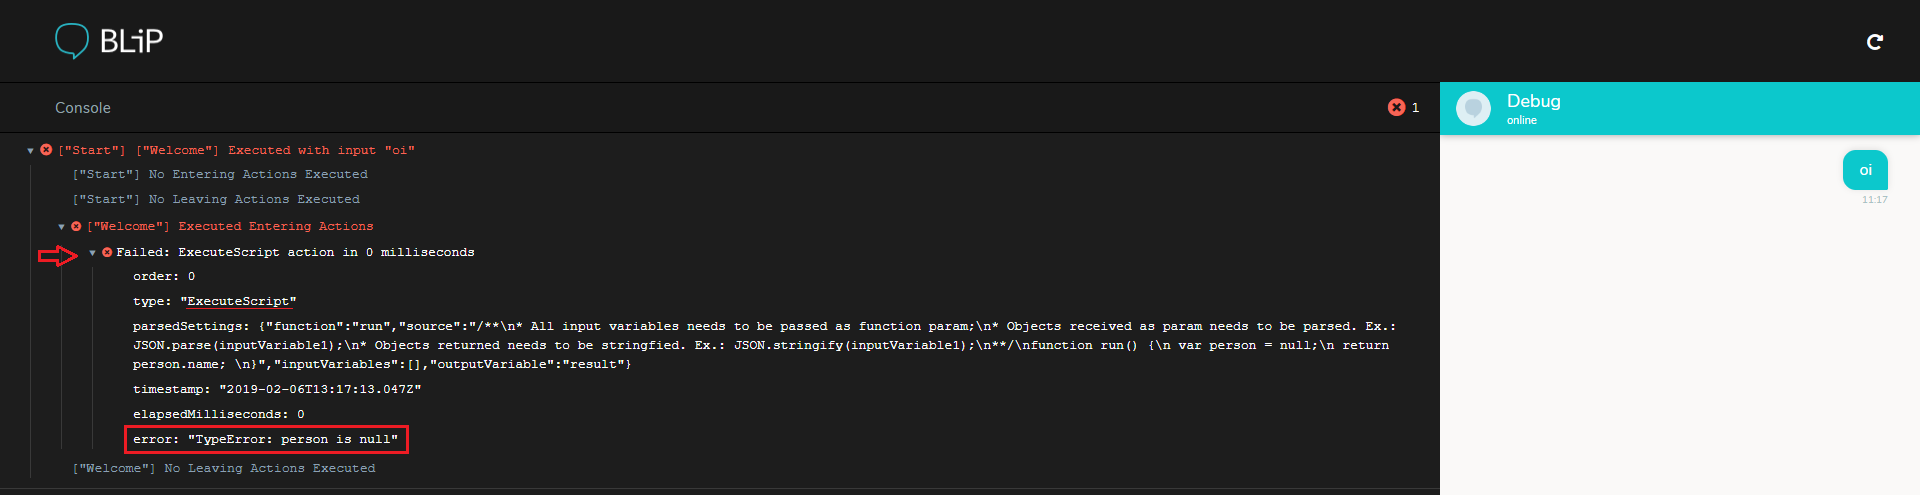 BLiP
Console
1
["Start"] ["Welcome"] Executed with input "oi"
["Start"] No Entering Actions Executed
["Start"] No Leaving Actions Executed
["Welcome"] Executed Entering Actions
Failed: ExecuteScript action in 0 milliseconds
order: 0
type: "ExecuteScript"
parsedSettings: {"function":"run","source":"/**\n* All input variables needs to be passed as function param;\n* Objects received as param needs to be parsed. Ex.:
JSON.parse(inputVariable1);\n* Objects returned needs to be stringfied. Ex.: JSON.stringify(inputVariable1);\n**/\nfunction run() {\n var person = null;\n return
person.name; \n}","inputVariables":[],"outputVariable":"result"}
timestamp: "2019-02-06T13:17:13.047Z"
elapsedMilliseconds: 0
error: "TypeError: person is null"
["Welcome"] No Leaving Actions Executed
Debug
online
oi
11:17